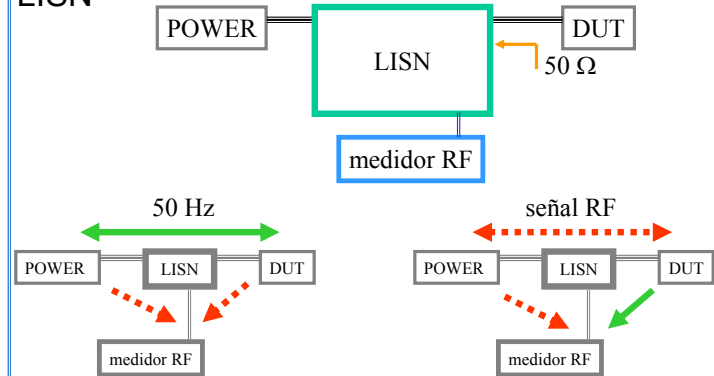 LISN
POWER
DUT
LISN
50 Ω
medidor RF
50 Hz
señal RF
POWER
LISN
DUT
POWER
LISN
DUT
medidor RF
medidor RF